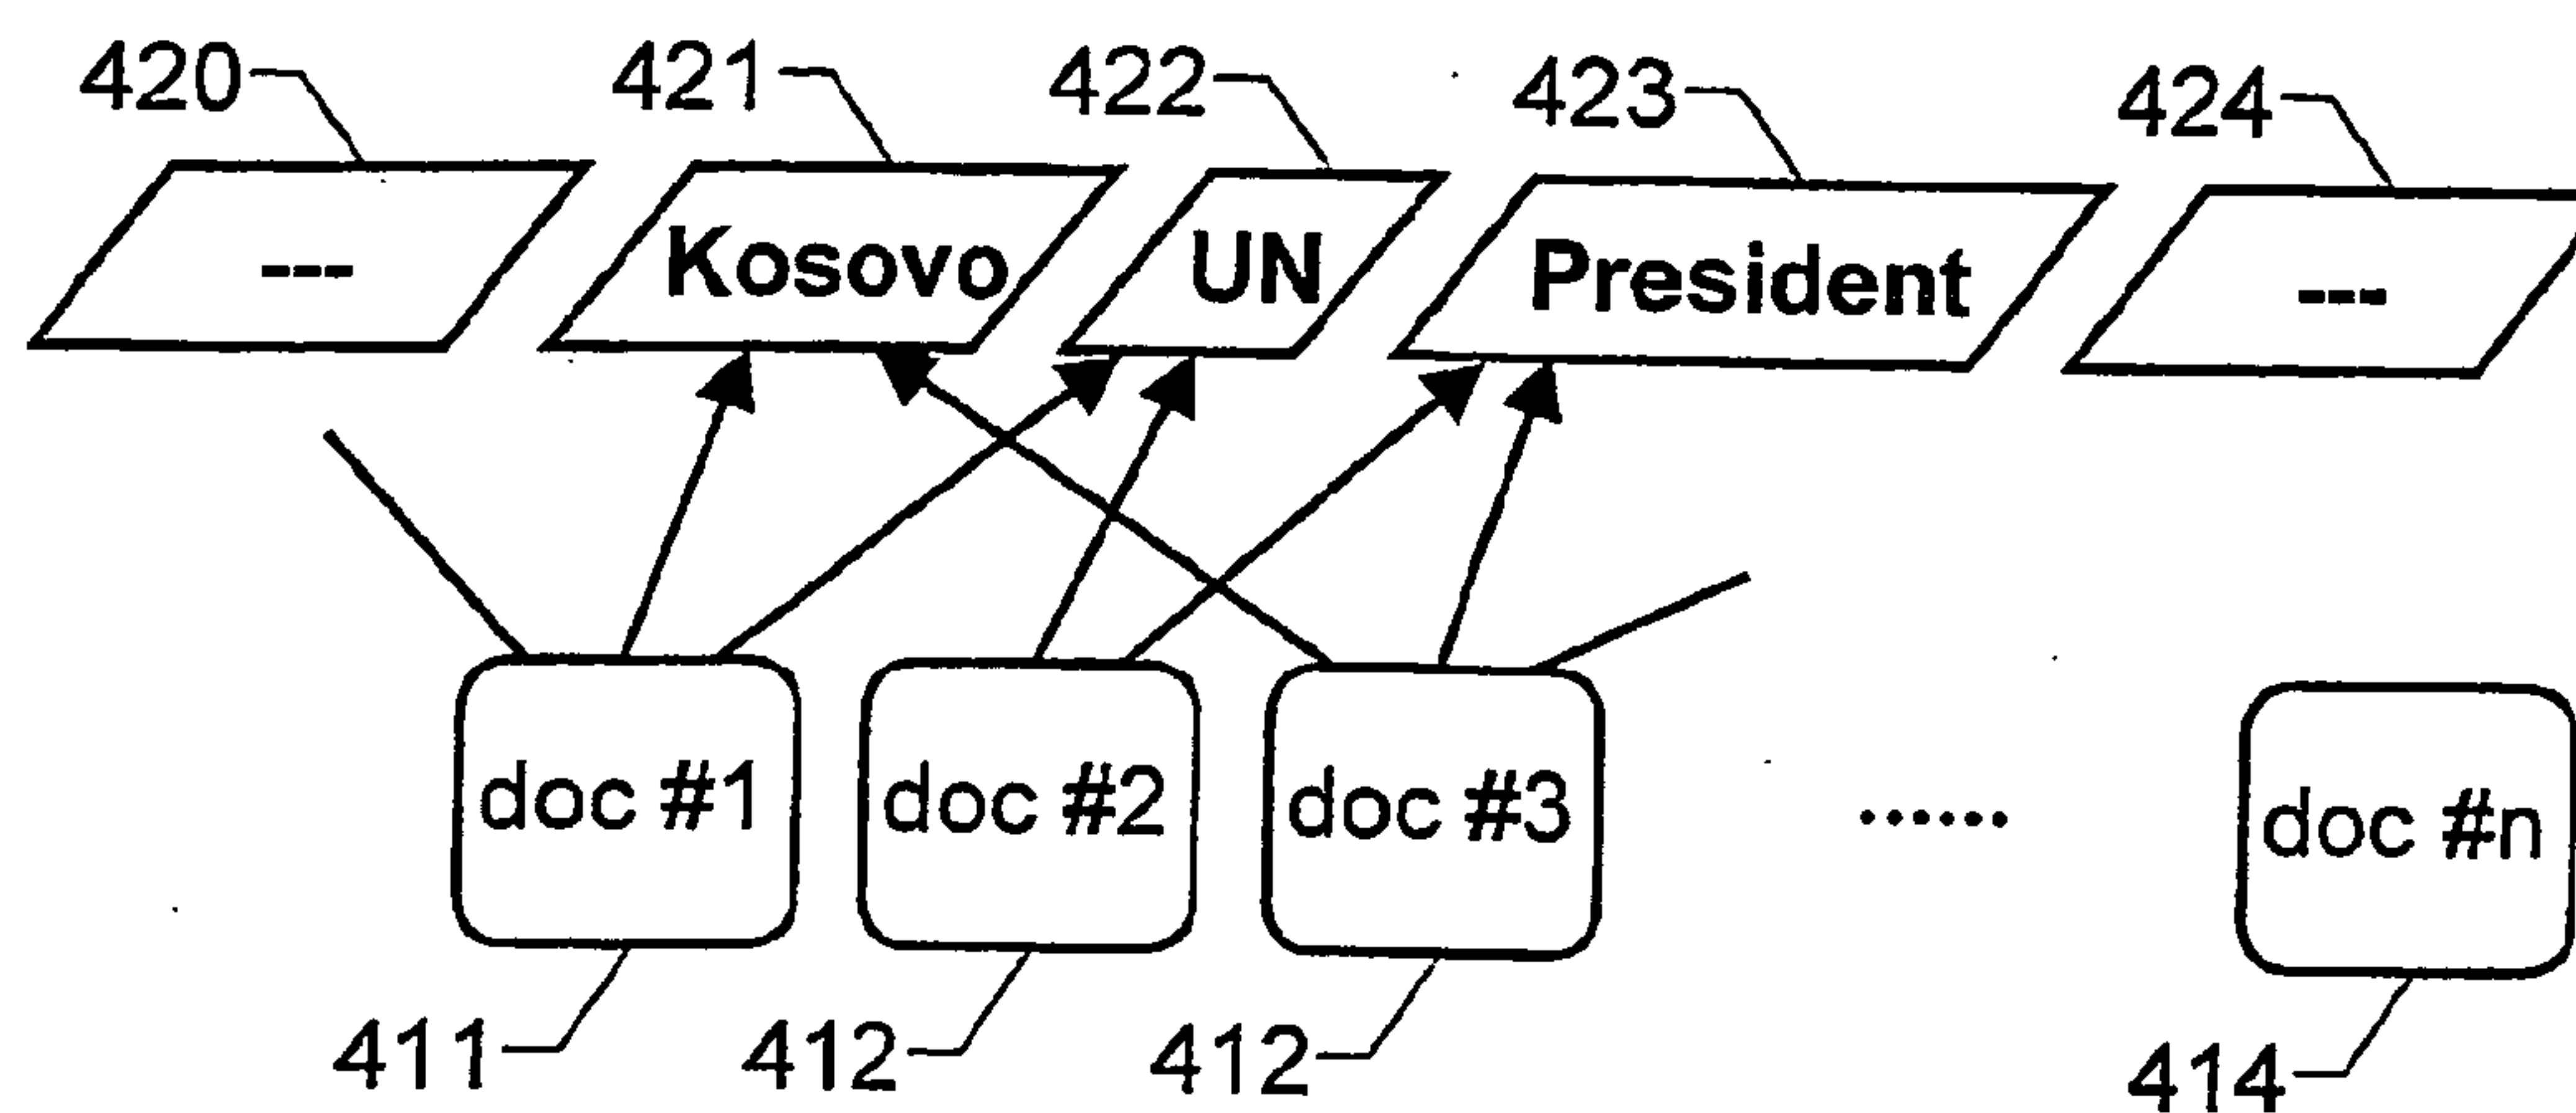 420 421 422 423 424
--- Kosovo UN President ---
doc #1 doc #2 doc #3 ...... doc #n
411 412 412 414